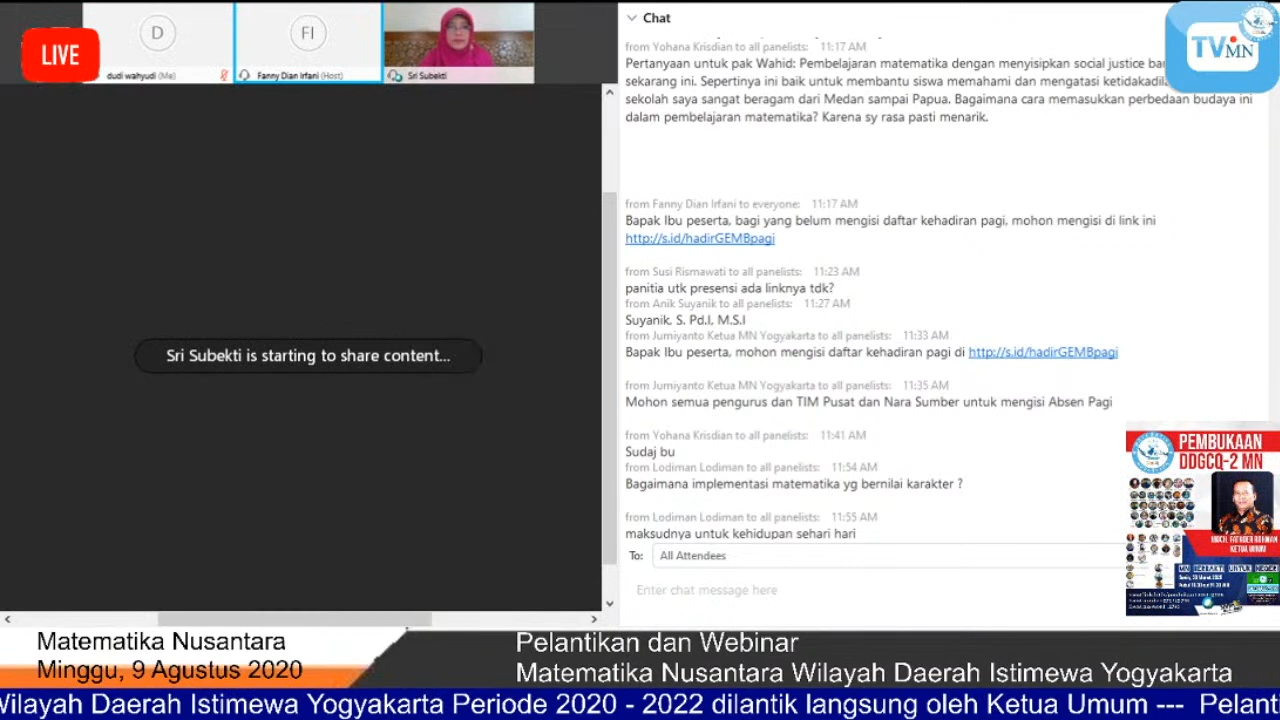 LIVE
D
dudi wahyudi (Me)
FI
Fanny Dian Irfani (Host)
Sri Subekti
Chat
TV MN
from Yohana Krisdian to all panelists: 11:17 AM
Pertanyaan untuk pak Wahid: Pembelajaran matematika dengan menyisipkan social justice
sekarang ini. Sepertinya ini baik untuk membantu siswa memahami dan mengatasi
sekolah saya sangat beragam dari Medan sampai Papua. Bagaimana cara memasukkan perbedaan budaya ini
dalam pembelajaran matematika? Karena sy rasa pasti menarik.
from Fanny Dian Irfani to everyone: 11:17 AM
Bapak Ibu peserta, bagi yang belum mengisi daftar kehadiran pagi, mohon mengisi di link ini
http://s.id/hadirGEMBpagi
from Susi Rismawati to all panelists: 11:23 AM
panitia utk presensi ada linknya tdk?
from Anik Suyanik to all panelists: 11:27 AM
Suyanik. S. Pd.I, M.S.I
from Jumiyanto Ketua MN Yogyakarta to all panelists: 11:33 AM
Bapak Ibu peserta, mohon mengisi daftar kehadiran pagi di http://s.id/hadirGEMBpagi
from Jumiyanto Ketua MN Yogyakarta to all panelists: 11:35 AM
Mohon semua pengurus dan TIM Pusat dan Nara Sumber untuk mengisi Absen Pagi
from Yohana Krisdian to all panelists: 11:41 AM
Sudaj bu
from Lodiman Lodiman to all panelists: 11:54 AM
Bagaimana implementasi matematika yg bernilai karakter ?
from Lodiman Lodiman to all panelists: 11:55 AM
maksudnya untuk kehidupan sehari hari
To: All Attendees
Enter chat message here
Sri Subekti is starting to share content...
PEMBUKAAN
DDGCQ-2 MN
KETUA UMUM
MN BERBAKTI UNTUK NEGERI
Matematika Nusantara
Minggu, 9 Agustus 2020
Pelantikan dan Webinar
Matematika Nusantara Wilayah Daerah Istimewa Yogyakarta
Wilayah Daerah Istimewa Yogyakarta Periode 2020 - 2022 dilantik langsung oleh Ketua Umum --- Pelant